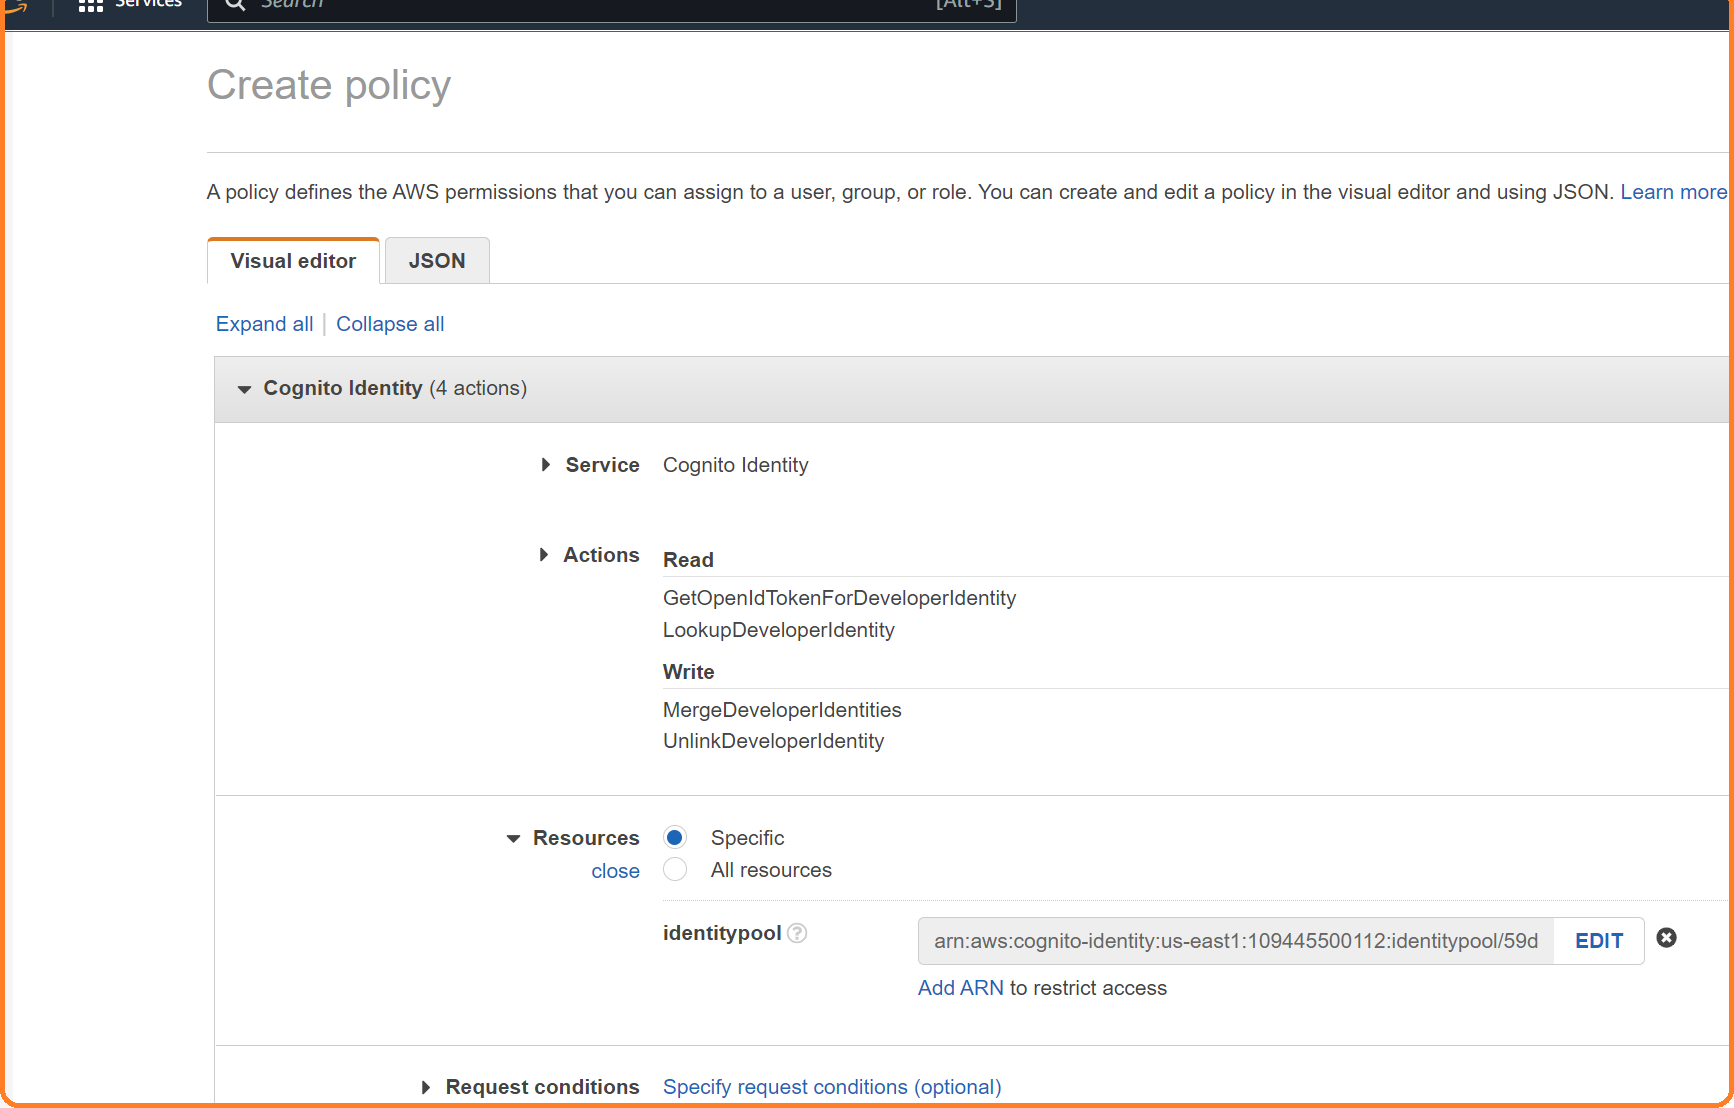 Services Search [Alt+S]
Create policy
A policy defines the AWS permissions that you can assign to a user, group, or role. You can create and edit a policy in the visual editor and using JSON. Learn more
Visual editor JSON
Expand all | Collapse all
Cognito Identity (4 actions)
Service Cognito Identity
Actions Read
GetOpenIdTokenForDeveloperIdentity
LookupDeveloperIdentity
Write
MergeDeveloperIdentities
UnlinkDeveloperIdentity
Resources Specific
close All resources
identitypool ? arn:aws:cognito-identity:us-east1:109445500112:identitypool/59d EDIT
Add ARN to restrict access
Request conditions Specify request conditions (optional)